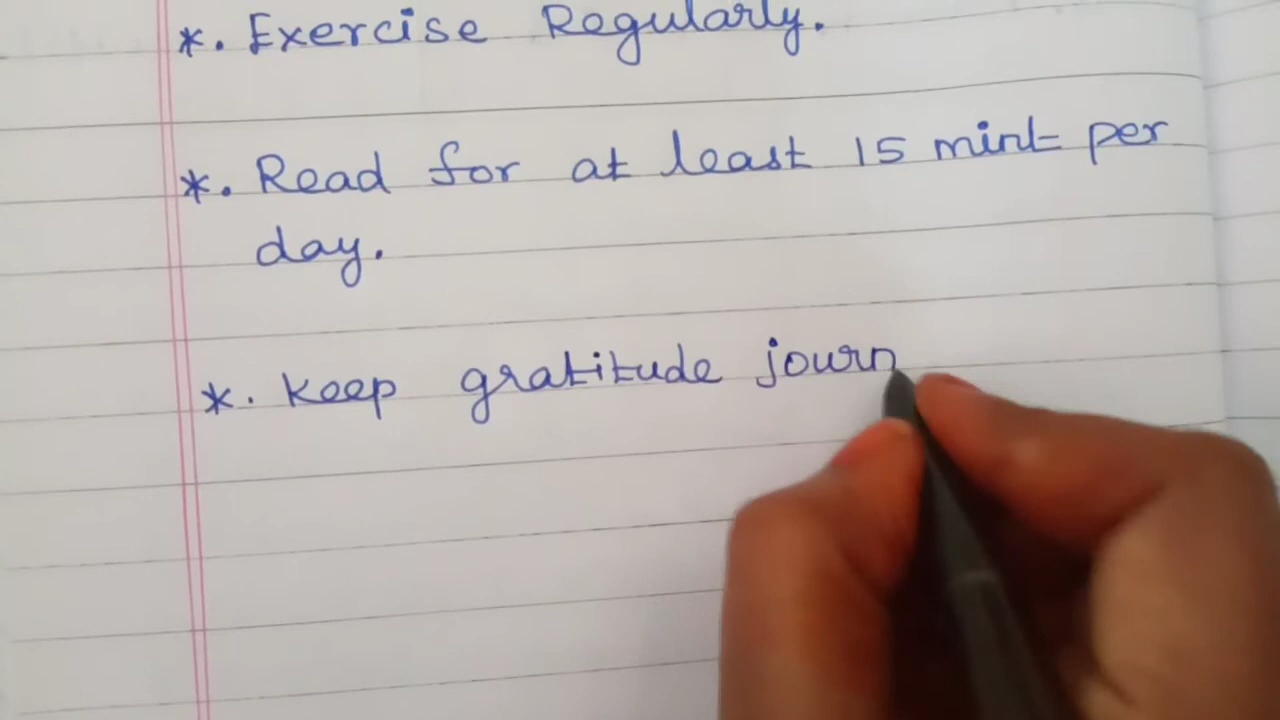 *. Exercise Regularly.
*. Read for at least 15 mint per
day.
*. Keep gratitude journ